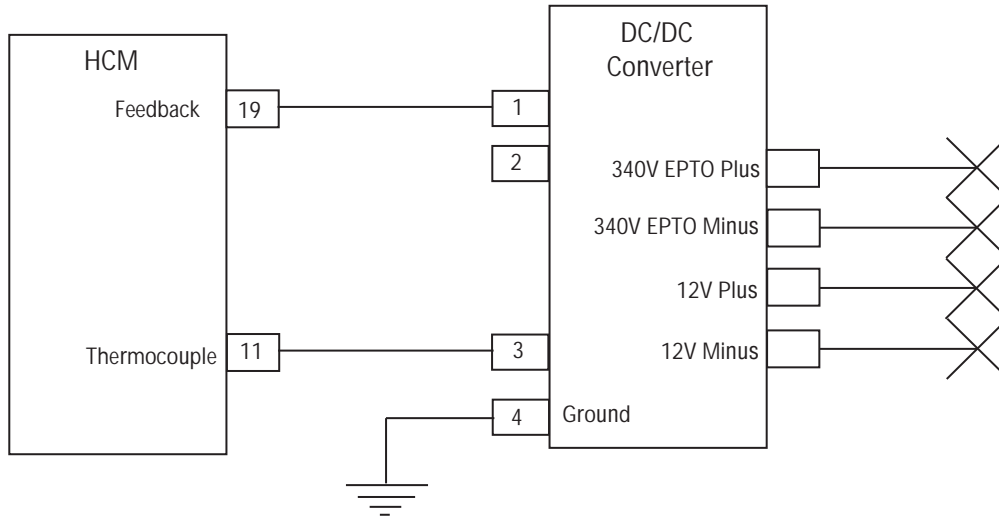 HCM
Feedback
19
Thermocouple
11
DC/DC
Converter
1
2
3
4
Ground
340V EPTO Plus
340V EPTO Minus
12V Plus
12V Minus